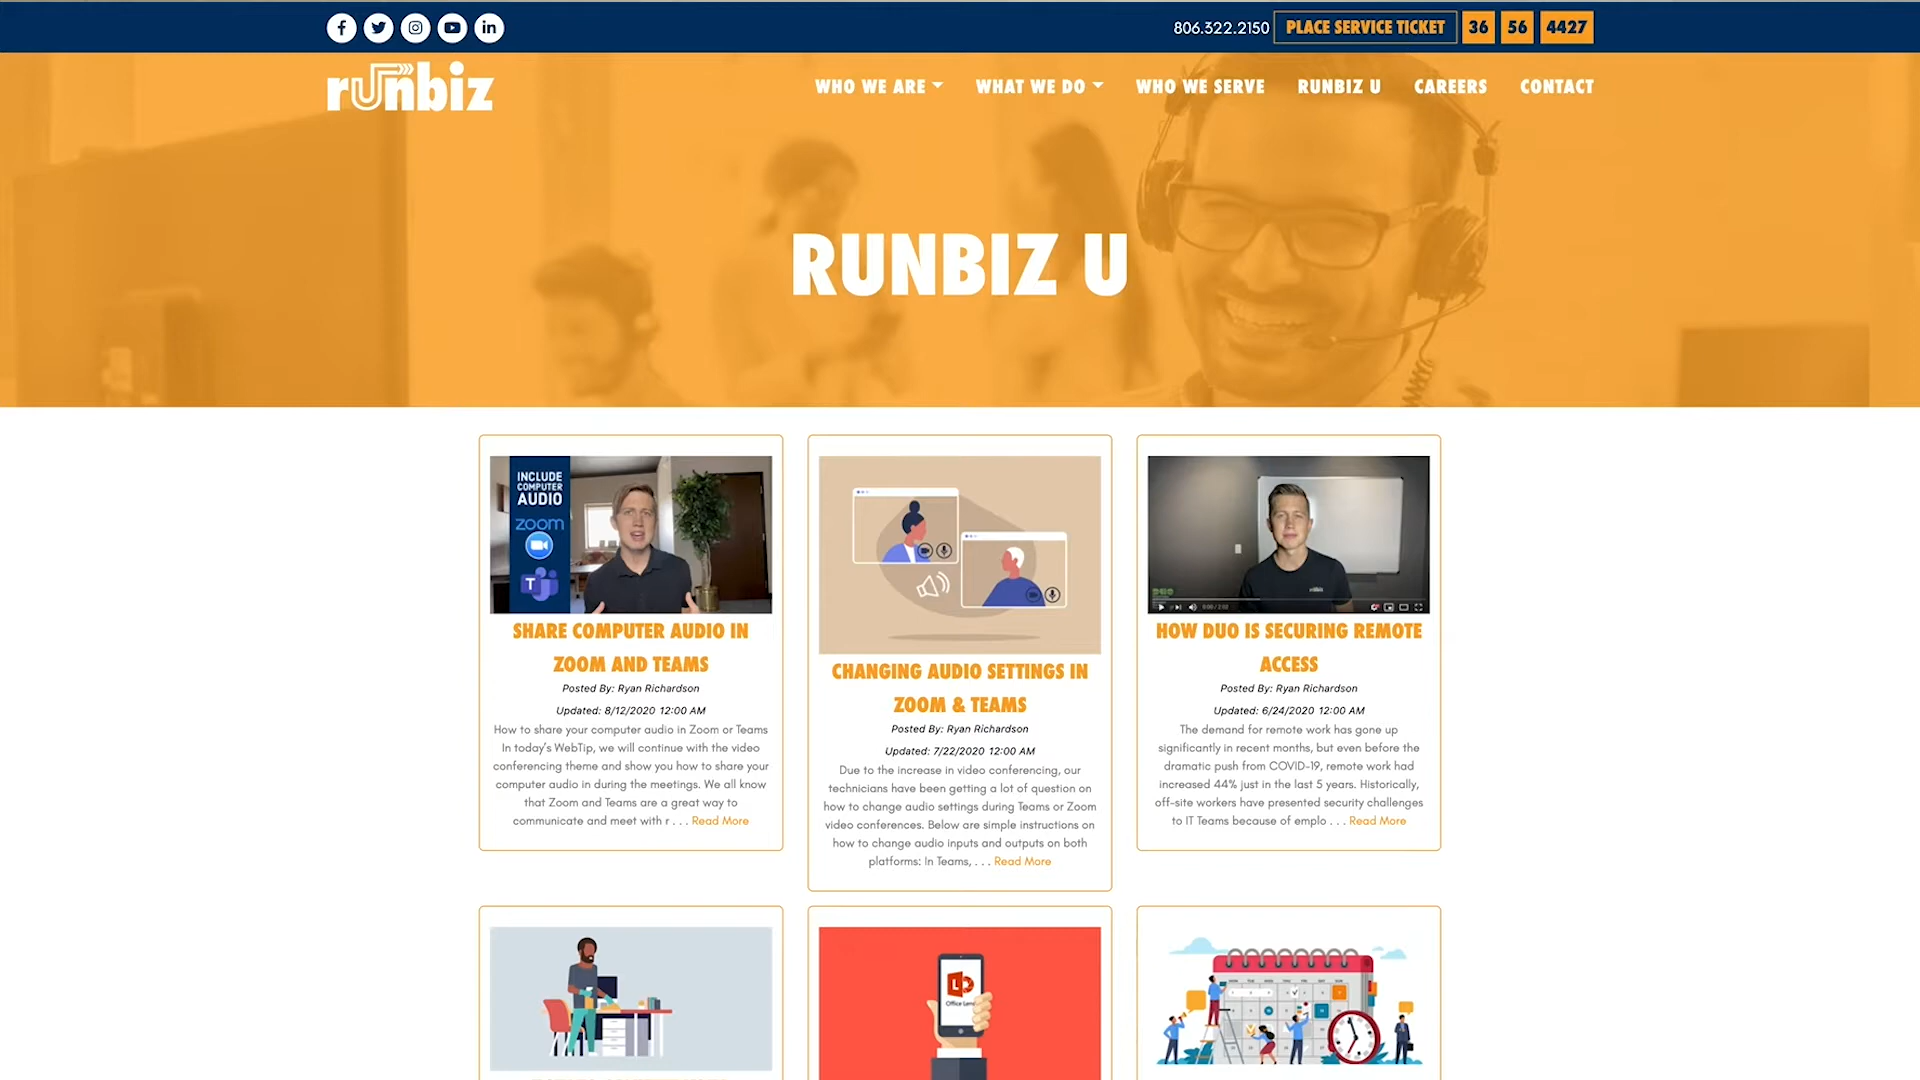 806.322.2150 PLACE SERVICE TICKET 36 56 4427
runbiz
WHO WE ARE WHAT WE DO WHO WE SERVE RUNBIZ U CAREERS CONTACT
RUNBIZ U
INCLUDE
COMPUTER
AUDIO
zoom
T
SHARE COMPUTER AUDIO IN
ZOOM AND TEAMS
Posted By: Ryan Richardson
Updated: 8/12/2020 12:00 AM
How to share your computer audio in Zoom or Teams
In today's WebTip, we will continue with the video
conferencing theme and show you how to share your
computer audio in during the meetings. We all know
that Zoom and Teams are a great way to
communicate and meet with r . . . Read More
CHANGING AUDIO SETTINGS IN
ZOOM & TEAMS
Posted By: Ryan Richardson
Updated: 7/22/2020 12:00 AM
Due to the increase in video conferencing, our
technicians have been getting a lot of question on
how to change audio settings during Teams or Zoom
video conferences. Below are simple instructions on
how to change audio inputs and outputs on both
platforms: In Teams, . . . Read More
HOW DUO IS SECURING REMOTE
ACCESS
Posted By: Ryan Richardson
Updated: 6/24/2020 12:00 AM
The demand for remote work has gone up
significantly in recent months, but even before the
dramatic push from COVID-19, remote work had
increased 44% just in the last 5 years. Historically,
off-site workers have presented security challenges
to IT Teams because of emplo . . . Read More
Office Lens